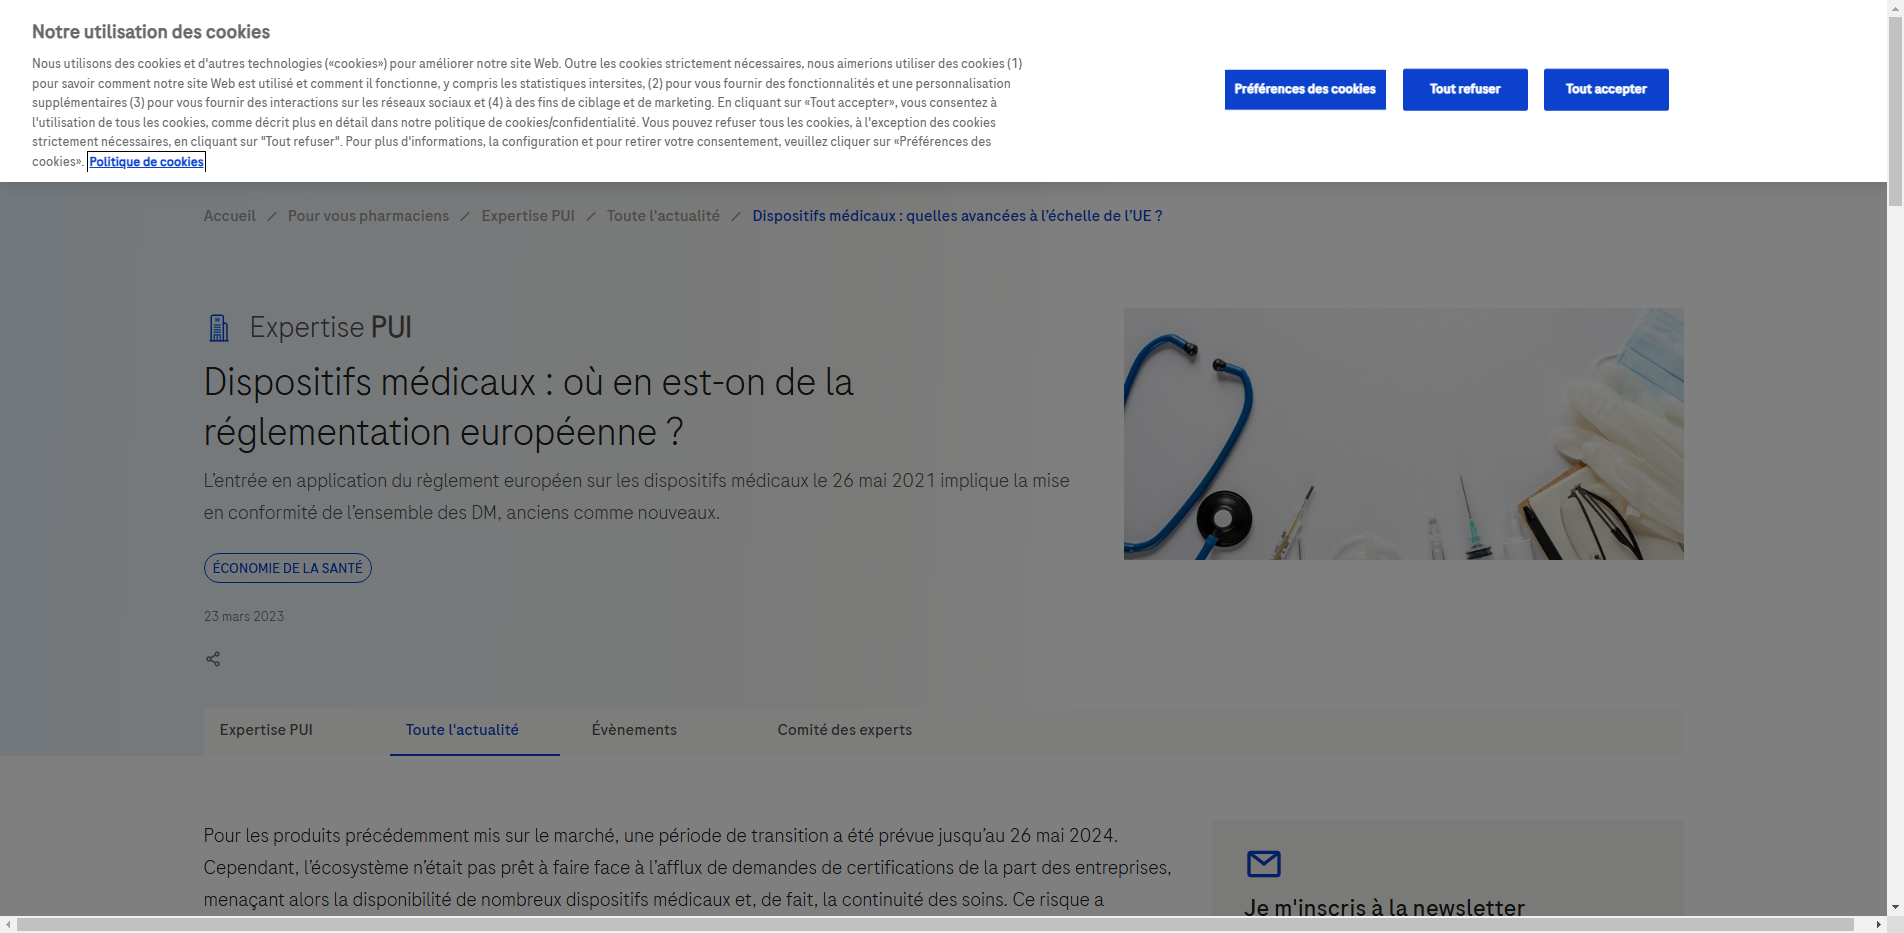 Notre utilisation des cookies
Nous utilisons des cookies et d'autres technologies («cookies») pour améliorer notre site Web. Outre les cookies strictement nécessaires, nous aimerions utiliser des cookies (1)
pour savoir comment notre site Web est utilisé et comment il fonctionne, y compris les statistiques intersites, (2) pour vous fournir des fonctionnalités et une personnalisation
supplémentaires (3) pour vous fournir des interactions sur les réseaux sociaux et (4) à des fins de ciblage et de marketing. En cliquant sur «Tout accepter», vous consentez à
l'utilisation de tous les cookies, comme décrit plus en détail dans notre politique de cookies/confidentialité. Vous pouvez refuser tous les cookies, à l'exception des cookies
strictement nécessaires, en cliquant sur "Tout refuser". Pour plus d'informations, la configuration et pour retirer votre consentement, veuillez cliquer sur «Préférences des
cookies». Politique de cookies
Préférences des cookies
Tout refuser
Tout accepter
Accueil / Pour vous pharmaciens / Expertise PUI / Toute l'actualité / Dispositifs médicaux : quelles avancées à l’échelle de l’UE ?
Expertise PUI
Dispositifs médicaux : où en est-on de la
réglementation européenne ?
L’entrée en application du règlement européen sur les dispositifs médicaux le 26 mai 2021 implique la mise
en conformité de l’ensemble des DM, anciens comme nouveaux.
ÉCONOMIE DE LA SANTÉ
23 mars 2023
Expertise PUI
Toute l'actualité
Évènements
Comité des experts
Pour les produits précédemment mis sur le marché, une période de transition a été prévue jusqu’au 26 mai 2024.
Cependant, l’écosystème n’était pas prêt à faire face à l’afflux de demandes de certifications de la part des entreprises,
menaçant alors la disponibilité de nombreux dispositifs médicaux et, de fait, la continuité des soins. Ce risque a
Je m'inscris à la newsletter